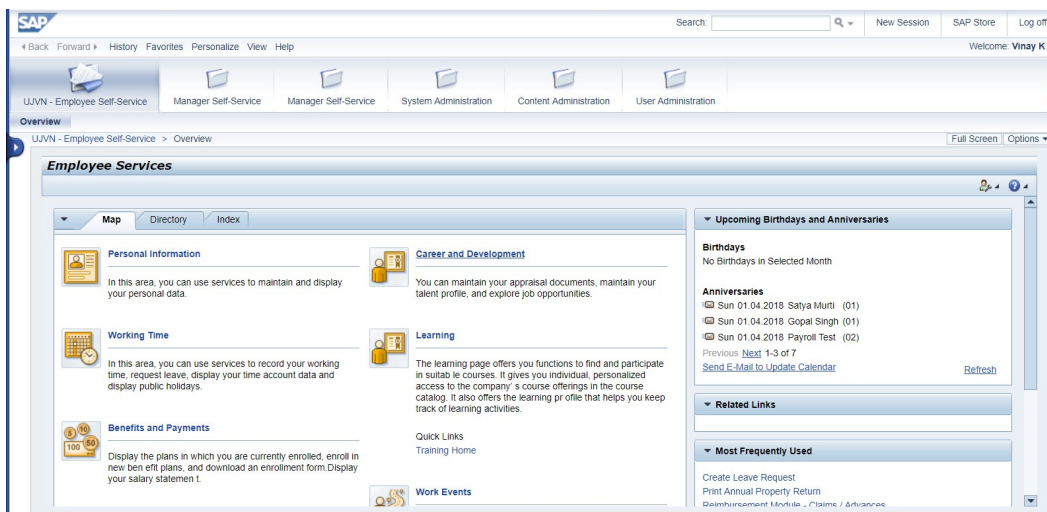 SAP
Search:
New Session
SAP Store
Log off
Back Forward History Favorites Personalize View Help
Welcome: Vinay K
UJVN - Employee Self-Service
Manager Self-Service
Manager Self-Service
System Administration
Content Administration
User Administration
Overview
UJVN - Employee Self-Service > Overview
Full Screen
Options
Employee Services
Map
Directory
Index
Personal Information
In this area, you can use services to maintain and display
your personal data.
Working Time
In this area, you can use services to record your working
time, request leave, display your time account data and
display public holidays.
Benefits and Payments
5 10
100 50
Display the plans in which you are currently enrolled, enroll in
new ben efit plans, and download an enrollment form.Display
your salary statemen t.
Career and Development
You can maintain your appraisal documents, maintain your
talent profile, and explore job opportunities.
Learning
The learning page offers you functions to find and participate
in suitab le courses. It gives you individual, personalized
access to the company' s course offerings in the course
catalog. It also offers the learning pr ofile that helps you keep
track of learning activities.
Quick Links
Training Home
Work Events
Upcoming Birthdays and Anniversaries
Birthdays
No Birthdays in Selected Month
Anniversaries
Sun 01.04.2018 Satya Murti (01)
Sun 01.04.2018 Gopal Singh (01)
Sun 01.04.2018 Payroll Test (02)
Previous Next 1-3 of 7
Send E-Mail to Update Calendar
Refresh
Related Links
Most Frequently Used
Create Leave Request
Print Annual Property Return
Reimbursement Module - Claims / Advances